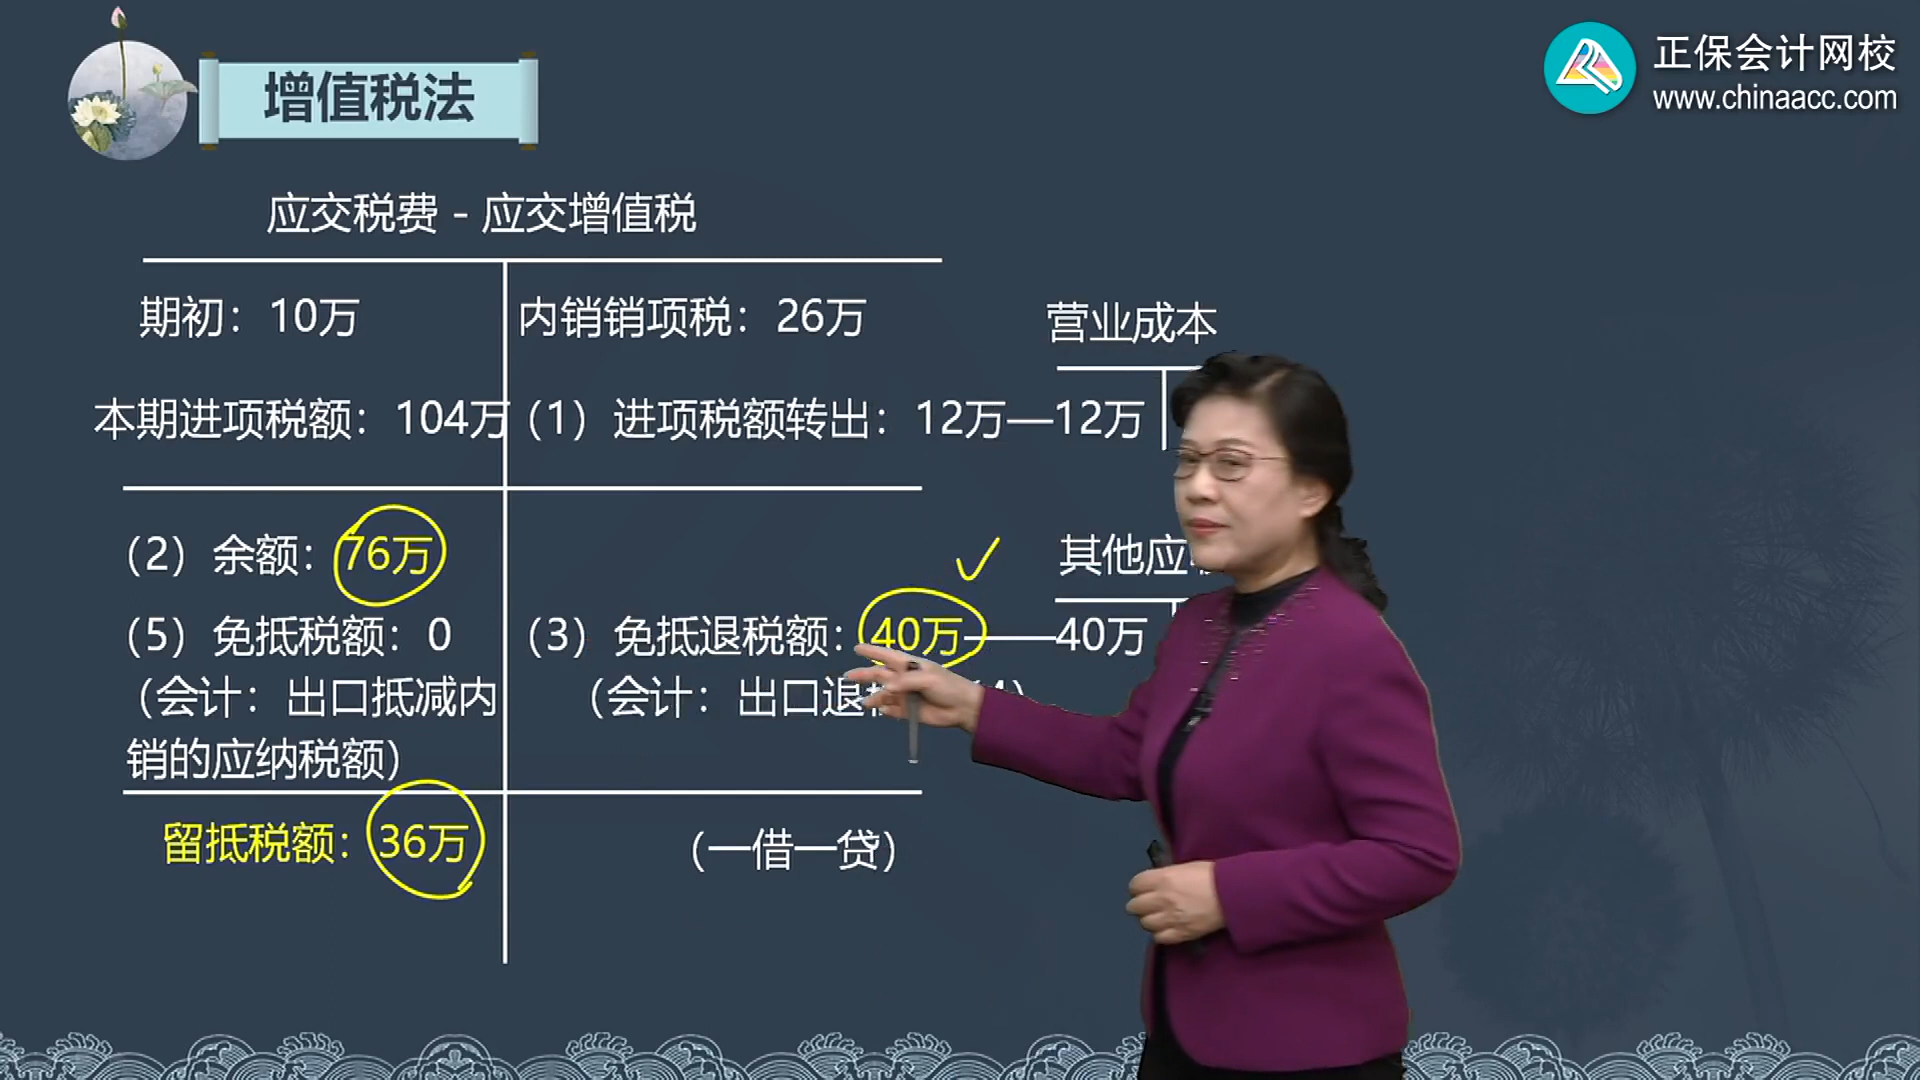 增值税法
正保会计网校
www.chinaacc.com
应交税费 - 应交增值税
期初：10万
内销销项税：26万
营业成本
本期进项税额：104万
（1）进项税额转出：12万—12万
（2）余额：76万
其他应
（5）免抵税额：0
（3）免抵退税额：40万——40万
（会计：出口抵减内
销的应纳税额）
（会计：出口退
留抵税额：36万
（一借一贷）